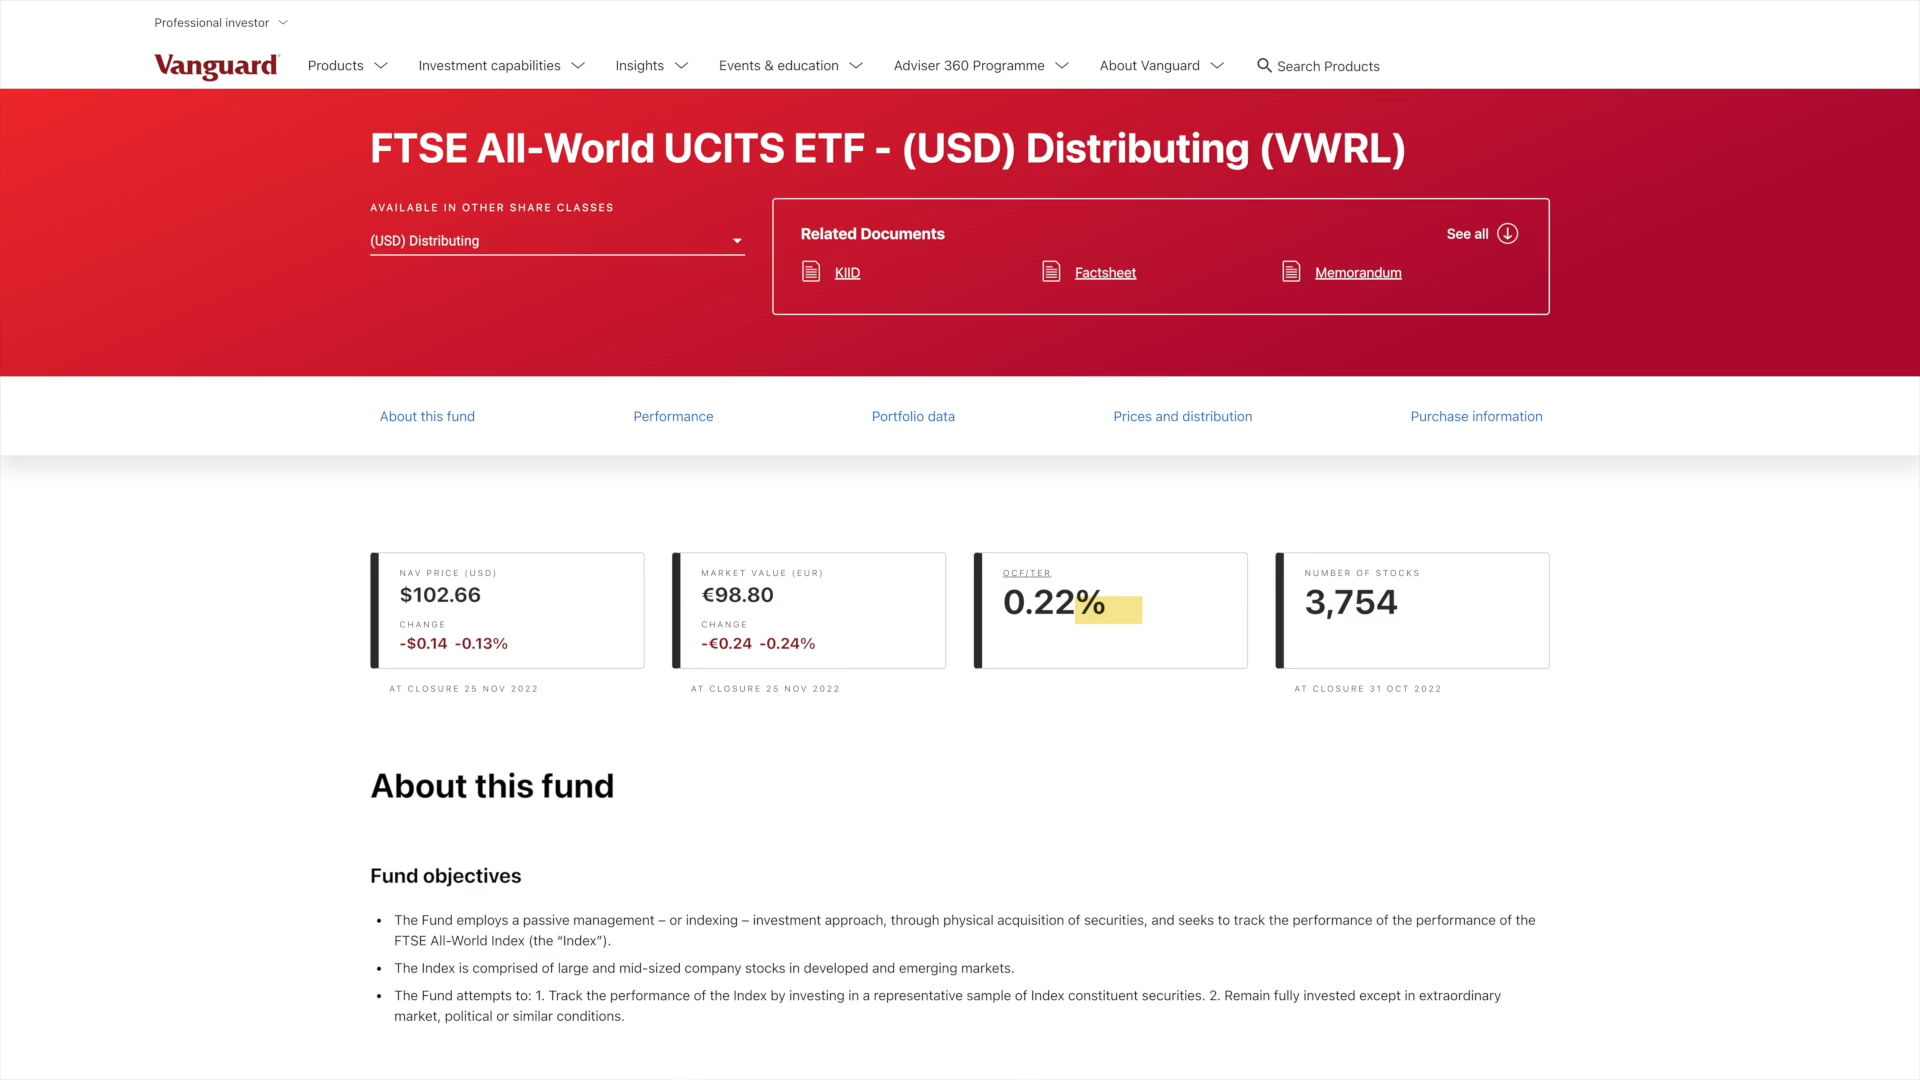 Professional investor
Vanguard
Products
Investment capabilities
Insights
Events & education
Adviser 360 Programme
About Vanguard
Search Products
FTSE All-World UCITS ETF - (USD) Distributing (VWRL)
AVAILABLE IN OTHER SHARE CLASSES
(USD) Distributing
Related Documents
See all
KIID
Factsheet
Memorandum
About this fund
Performance
Portfolio data
Prices and distribution
Purchase information
NAV PRICE (USD)
$102.66
CHANGE
-$0.14 -0.13%
AT CLOSURE 25 NOV 2022
MARKET VALUE (EUR)
€98.80
CHANGE
-€0.24 -0.24%
AT CLOSURE 25 NOV 2022
OCF/TER
0.22%
NUMBER OF STOCKS
3,754
AT CLOSURE 31 OCT 2022
About this fund
Fund objectives
• The Fund employs a passive management – or indexing – investment approach, through physical acquisition of securities, and seeks to track the performance of the performance of the
FTSE All-World Index (the “Index”).
• The Index is comprised of large and mid-sized company stocks in developed and emerging markets.
• The Fund attempts to: 1. Track the performance of the Index by investing in a representative sample of Index constituent securities. 2. Remain fully invested except in extraordinary
market, political or similar conditions.